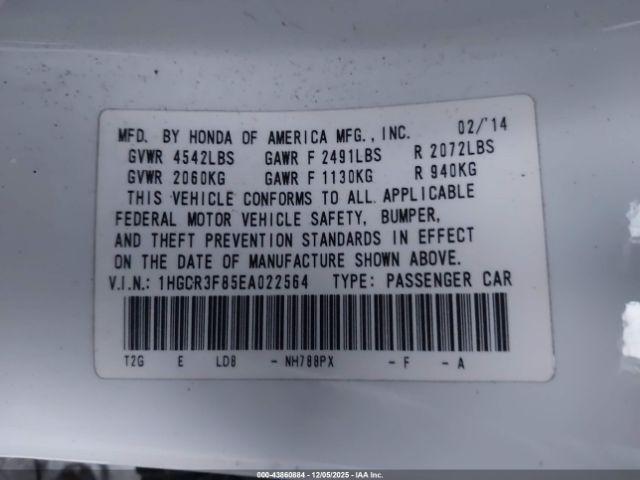 MFD. BY HONDA OF AMERICA MFG., INC. 02/'14
GVWR 4542LBS GAWR F 2491LBS R 2072LBS
GVWR 2060KG GAWR F 1130KG R 940KG
THIS VEHICLE CONFORMS TO ALL APPLICABLE
FEDERAL MOTOR VEHICLE SAFETY, BUMPER,
AND THEFT PREVENTION STANDARDS IN EFFECT
ON THE DATE OF MANUFACTURE SHOWN ABOVE.
V.I.N.: 1HGCR3F85EA022564 TYPE: PASSENGER CAR
T2G E LD8 - NH788PX - F - A
000-43860884 | 12/05/2025 - IAA Inc.